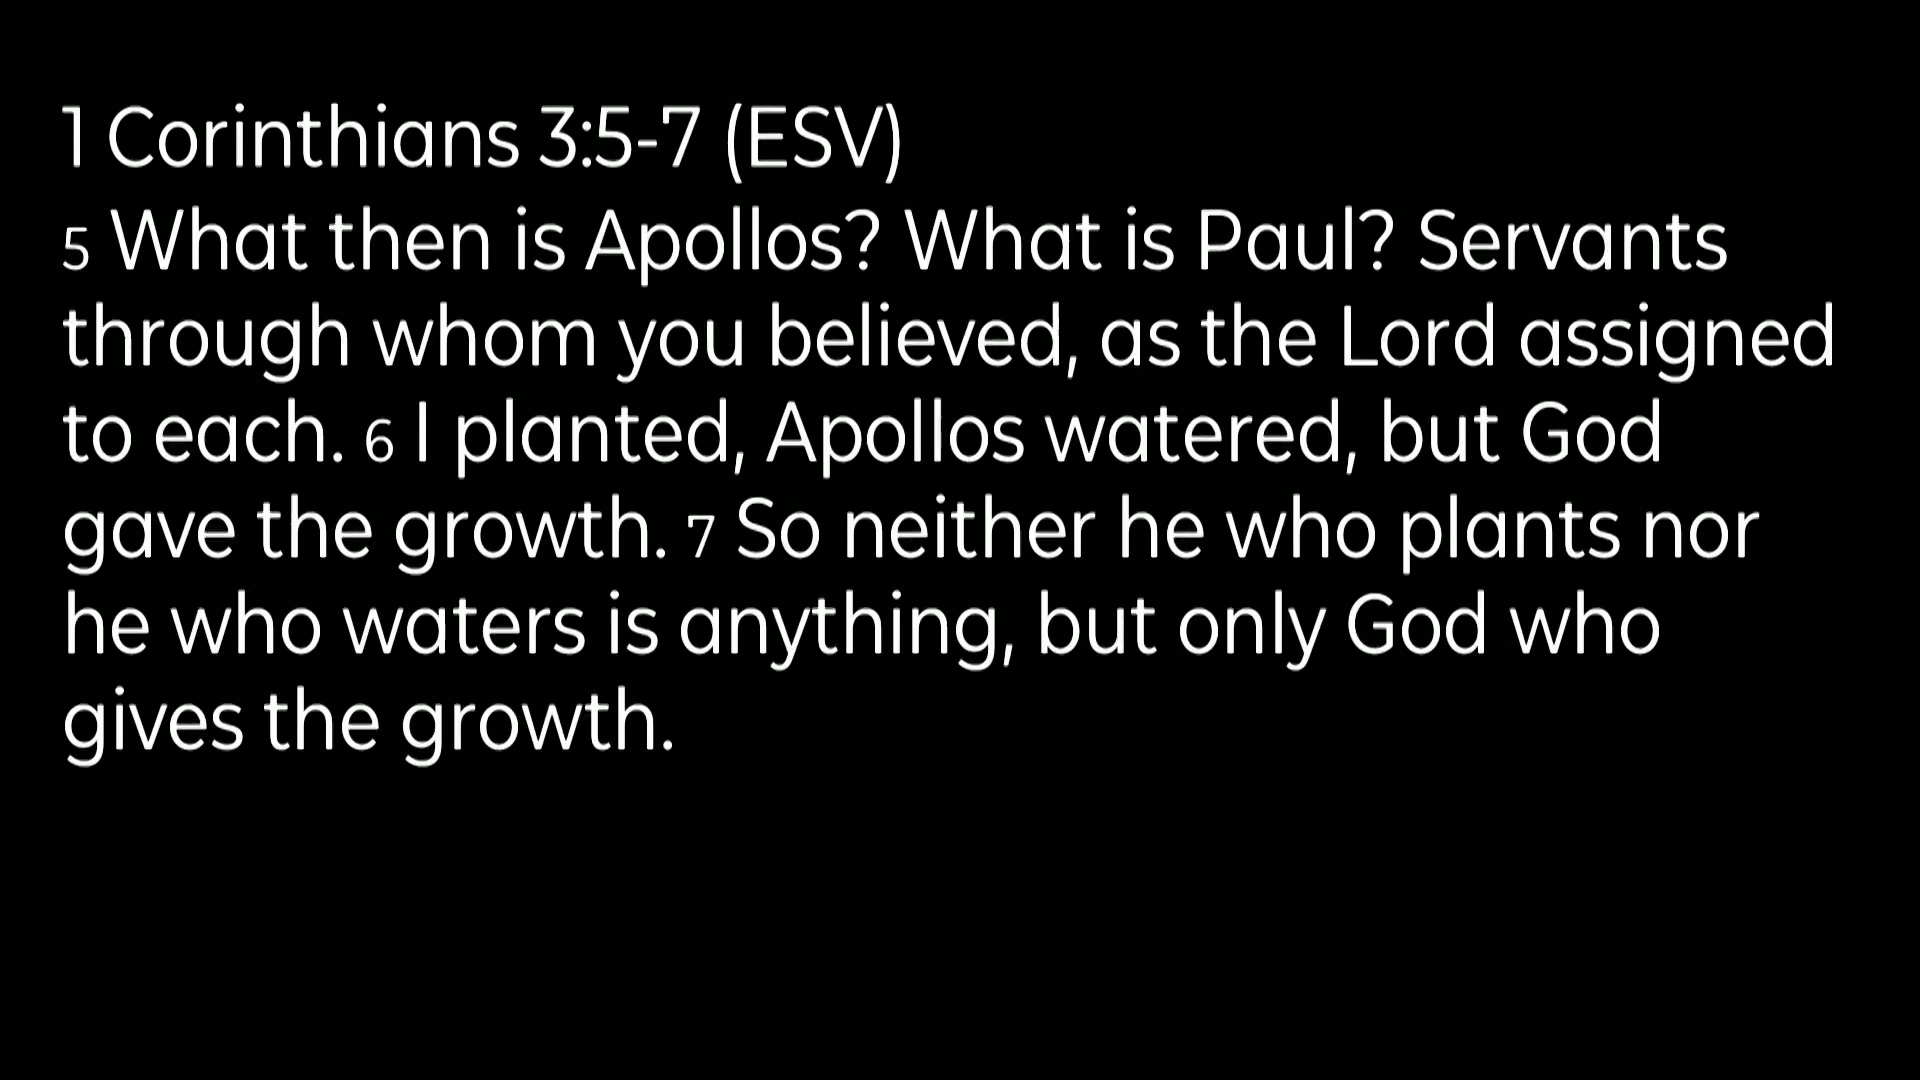 1 Corinthians 3:5-7 (ESV)
5 What then is Apollos? What is Paul? Servants
through whom you believed, as the Lord assigned
to each. 6 I planted, Apollos watered, but God
gave the growth. 7 So neither he who plants nor
he who waters is anything, but only God who
gives the growth.